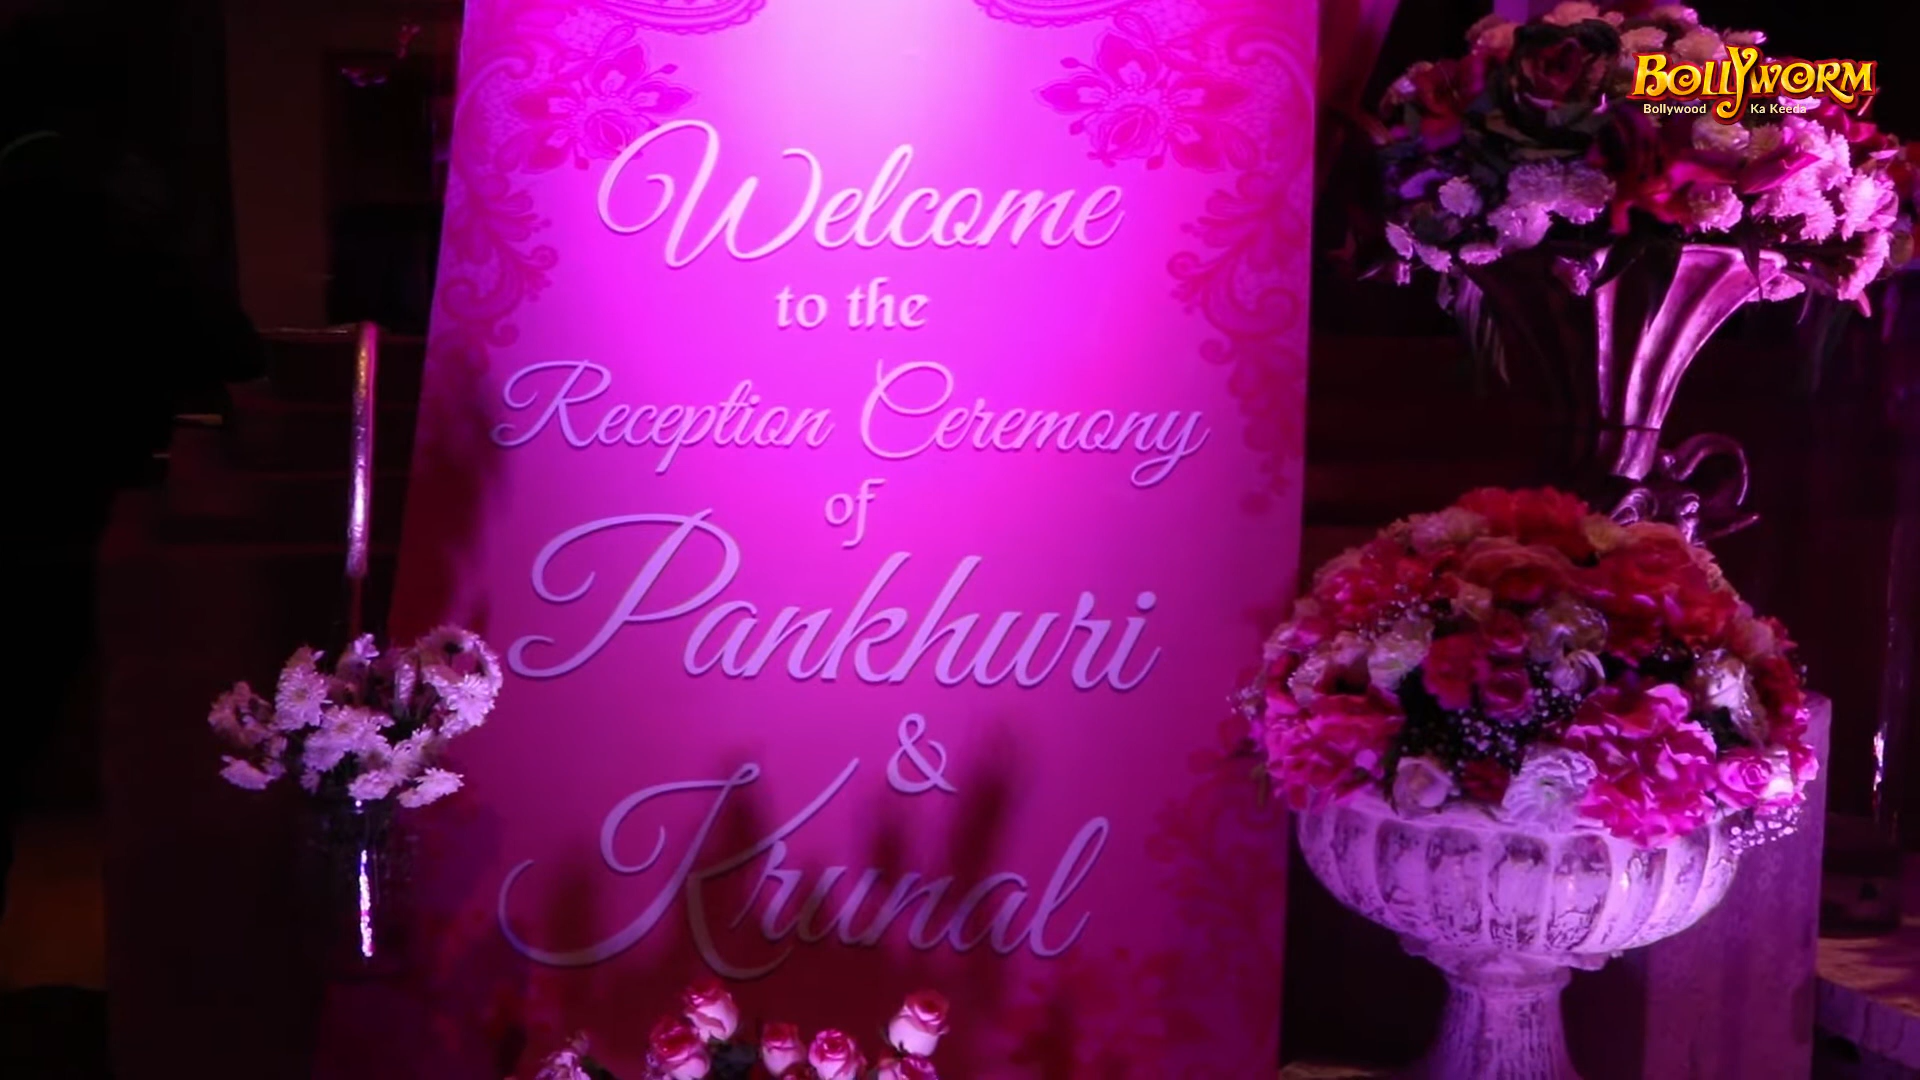 BOLLYWORM
Bollywood Ka Keeda
Welcome
to the
Reception Ceremony
of
Pankhuri
&
Krunal